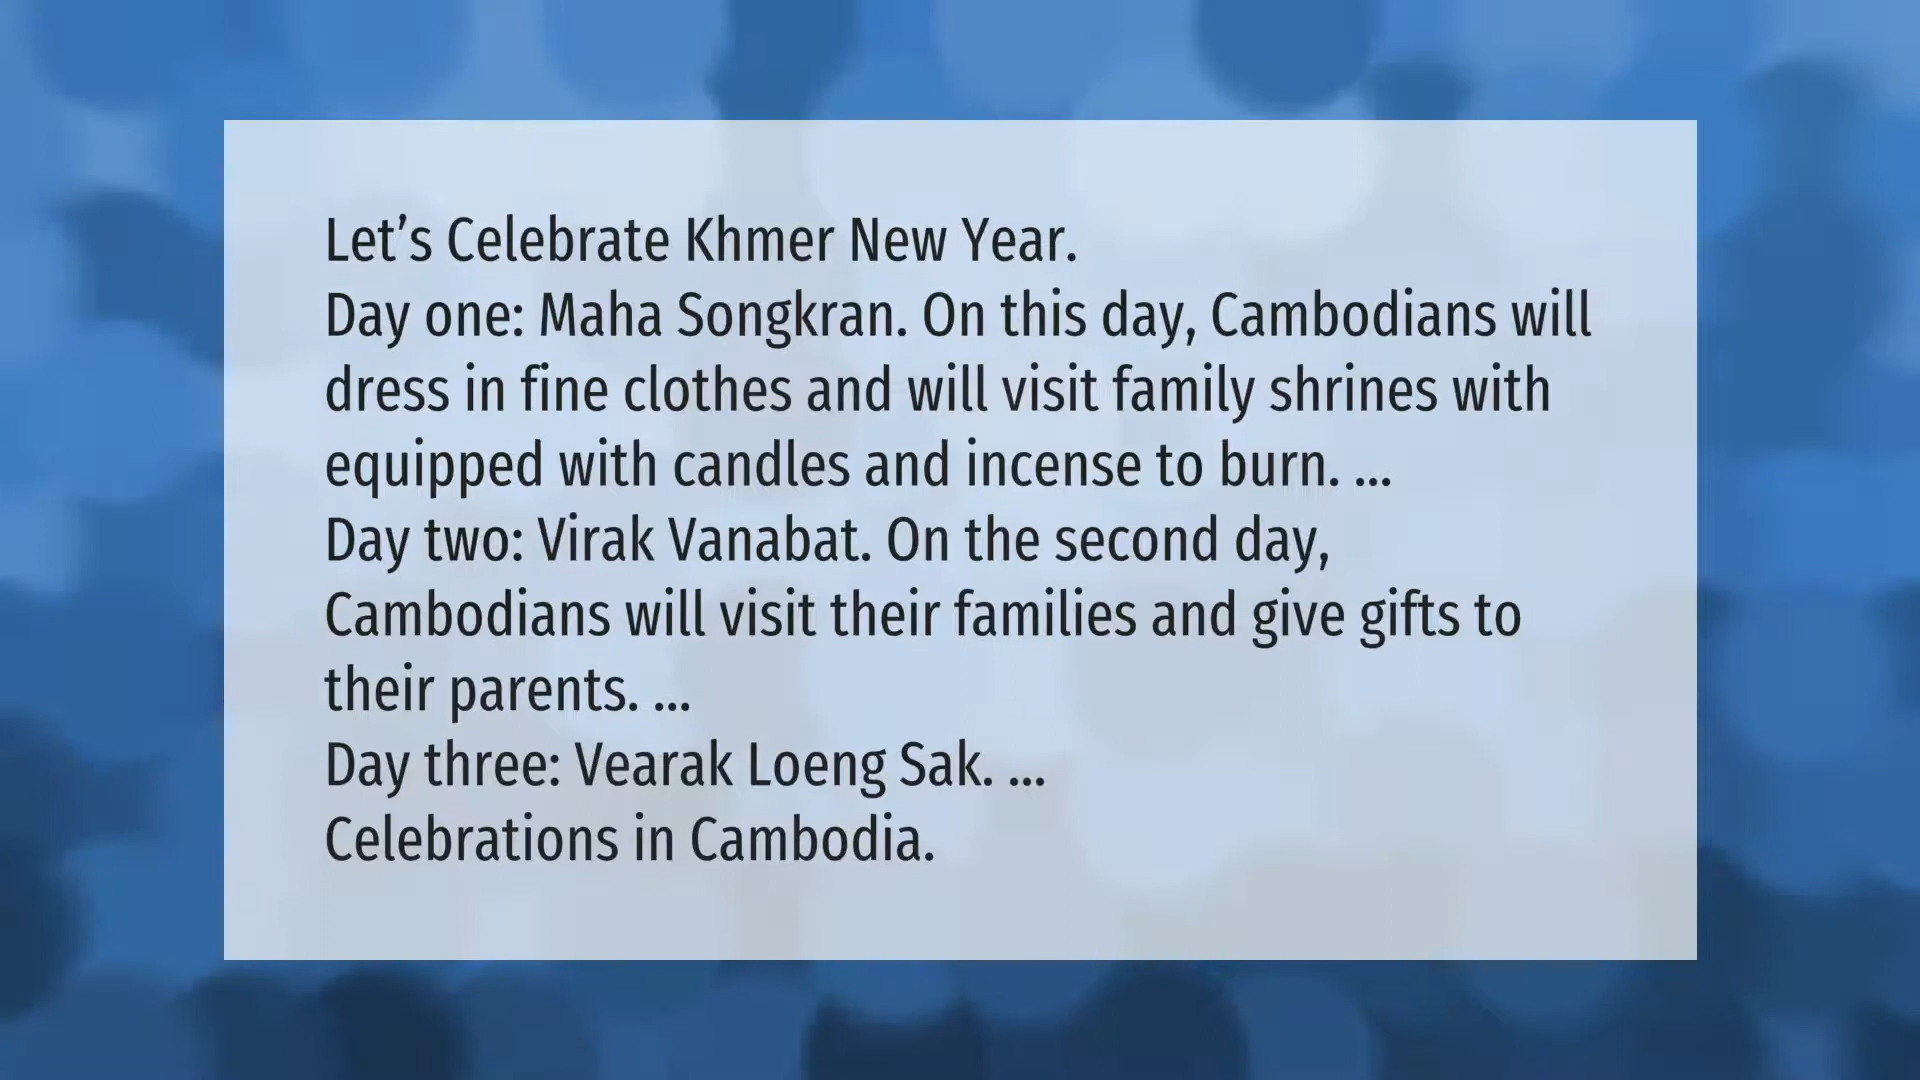 Let’s Celebrate Khmer New Year.
Day one: Maha Songkran. On this day, Cambodians will
dress in fine clothes and will visit family shrines with
equipped with candles and incense to burn. ...
Day two: Virak Vanabat. On the second day,
Cambodians will visit their families and give gifts to
their parents. ...
Day three: Vearak Loeng Sak. ...
Celebrations in Cambodia.